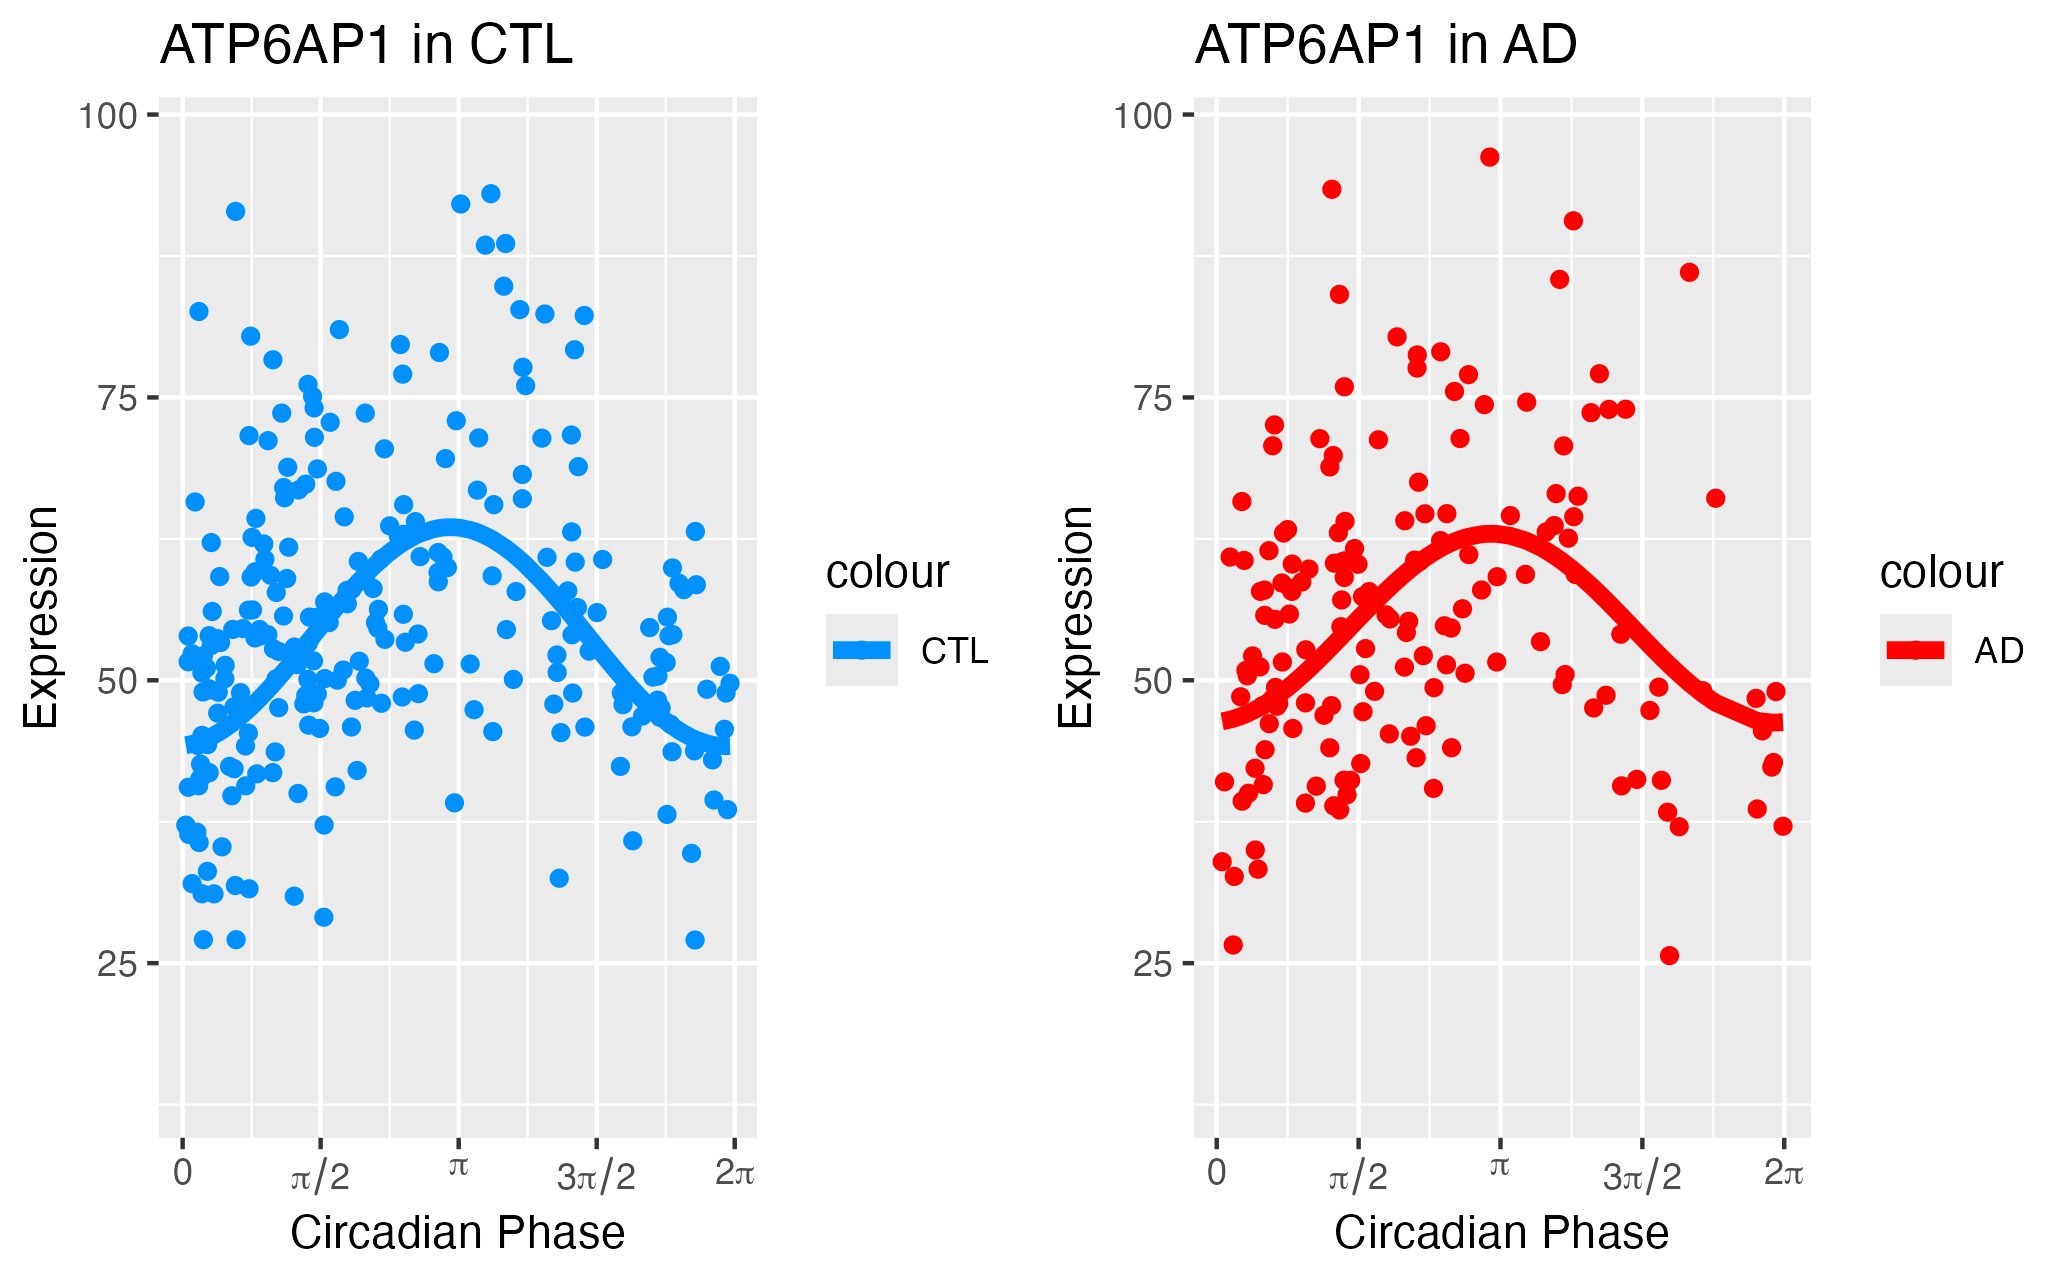 ATP6AP1 in CTL
100
75
50
25
Expression
0
π/2
π
3π/2
2π
Circadian Phase
colour
CTL
ATP6AP1 in AD
100
75
50
25
Expression
0
π/2
π
3π/2
2π
Circadian Phase
colour
AD